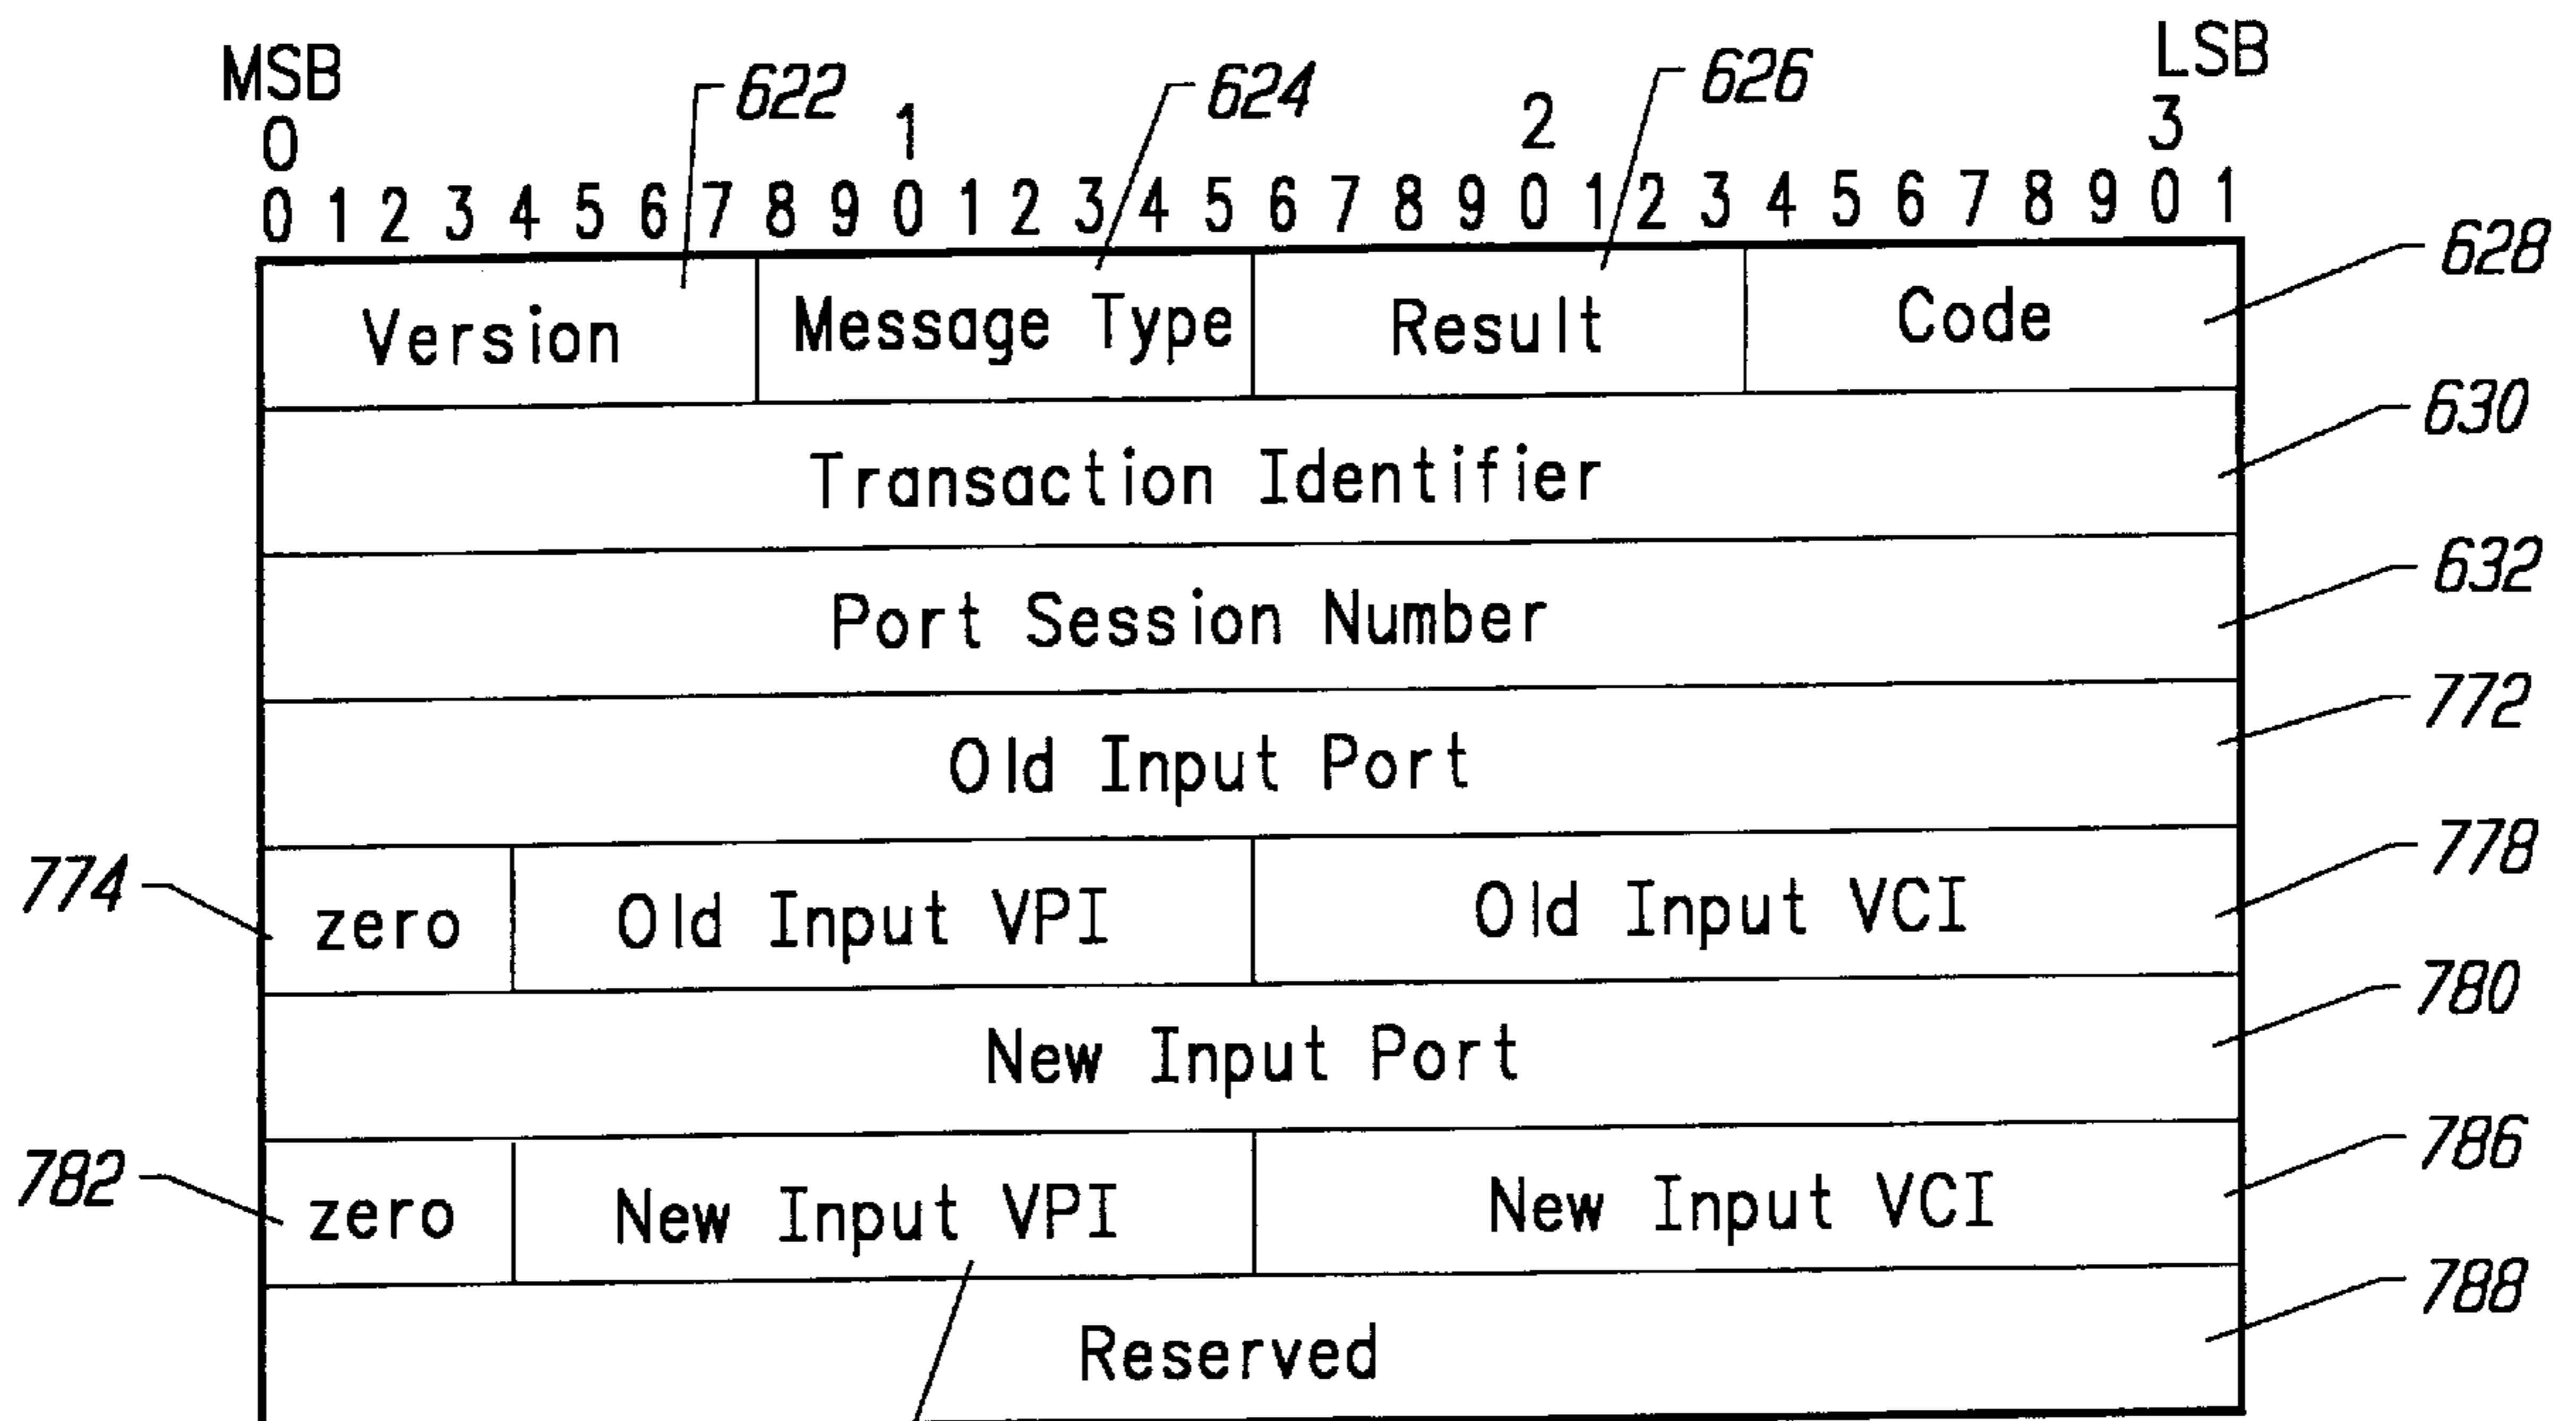 MSB LSB
622 624 626
0 1 2 3
0 1 2 3 4 5 6 7 8 9 0 1 2 3 4 5 6 7 8 9 0 1 2 3 4 5 6 7 8 9 0 1
Version Message Type Result Code 628
Transaction Identifier 630
Port Session Number 632
Old Input Port 772
774 zero Old Input VPI Old Input VCI 778
New Input Port 780
782 zero New Input VPI New Input VCI 786
Reserved 788